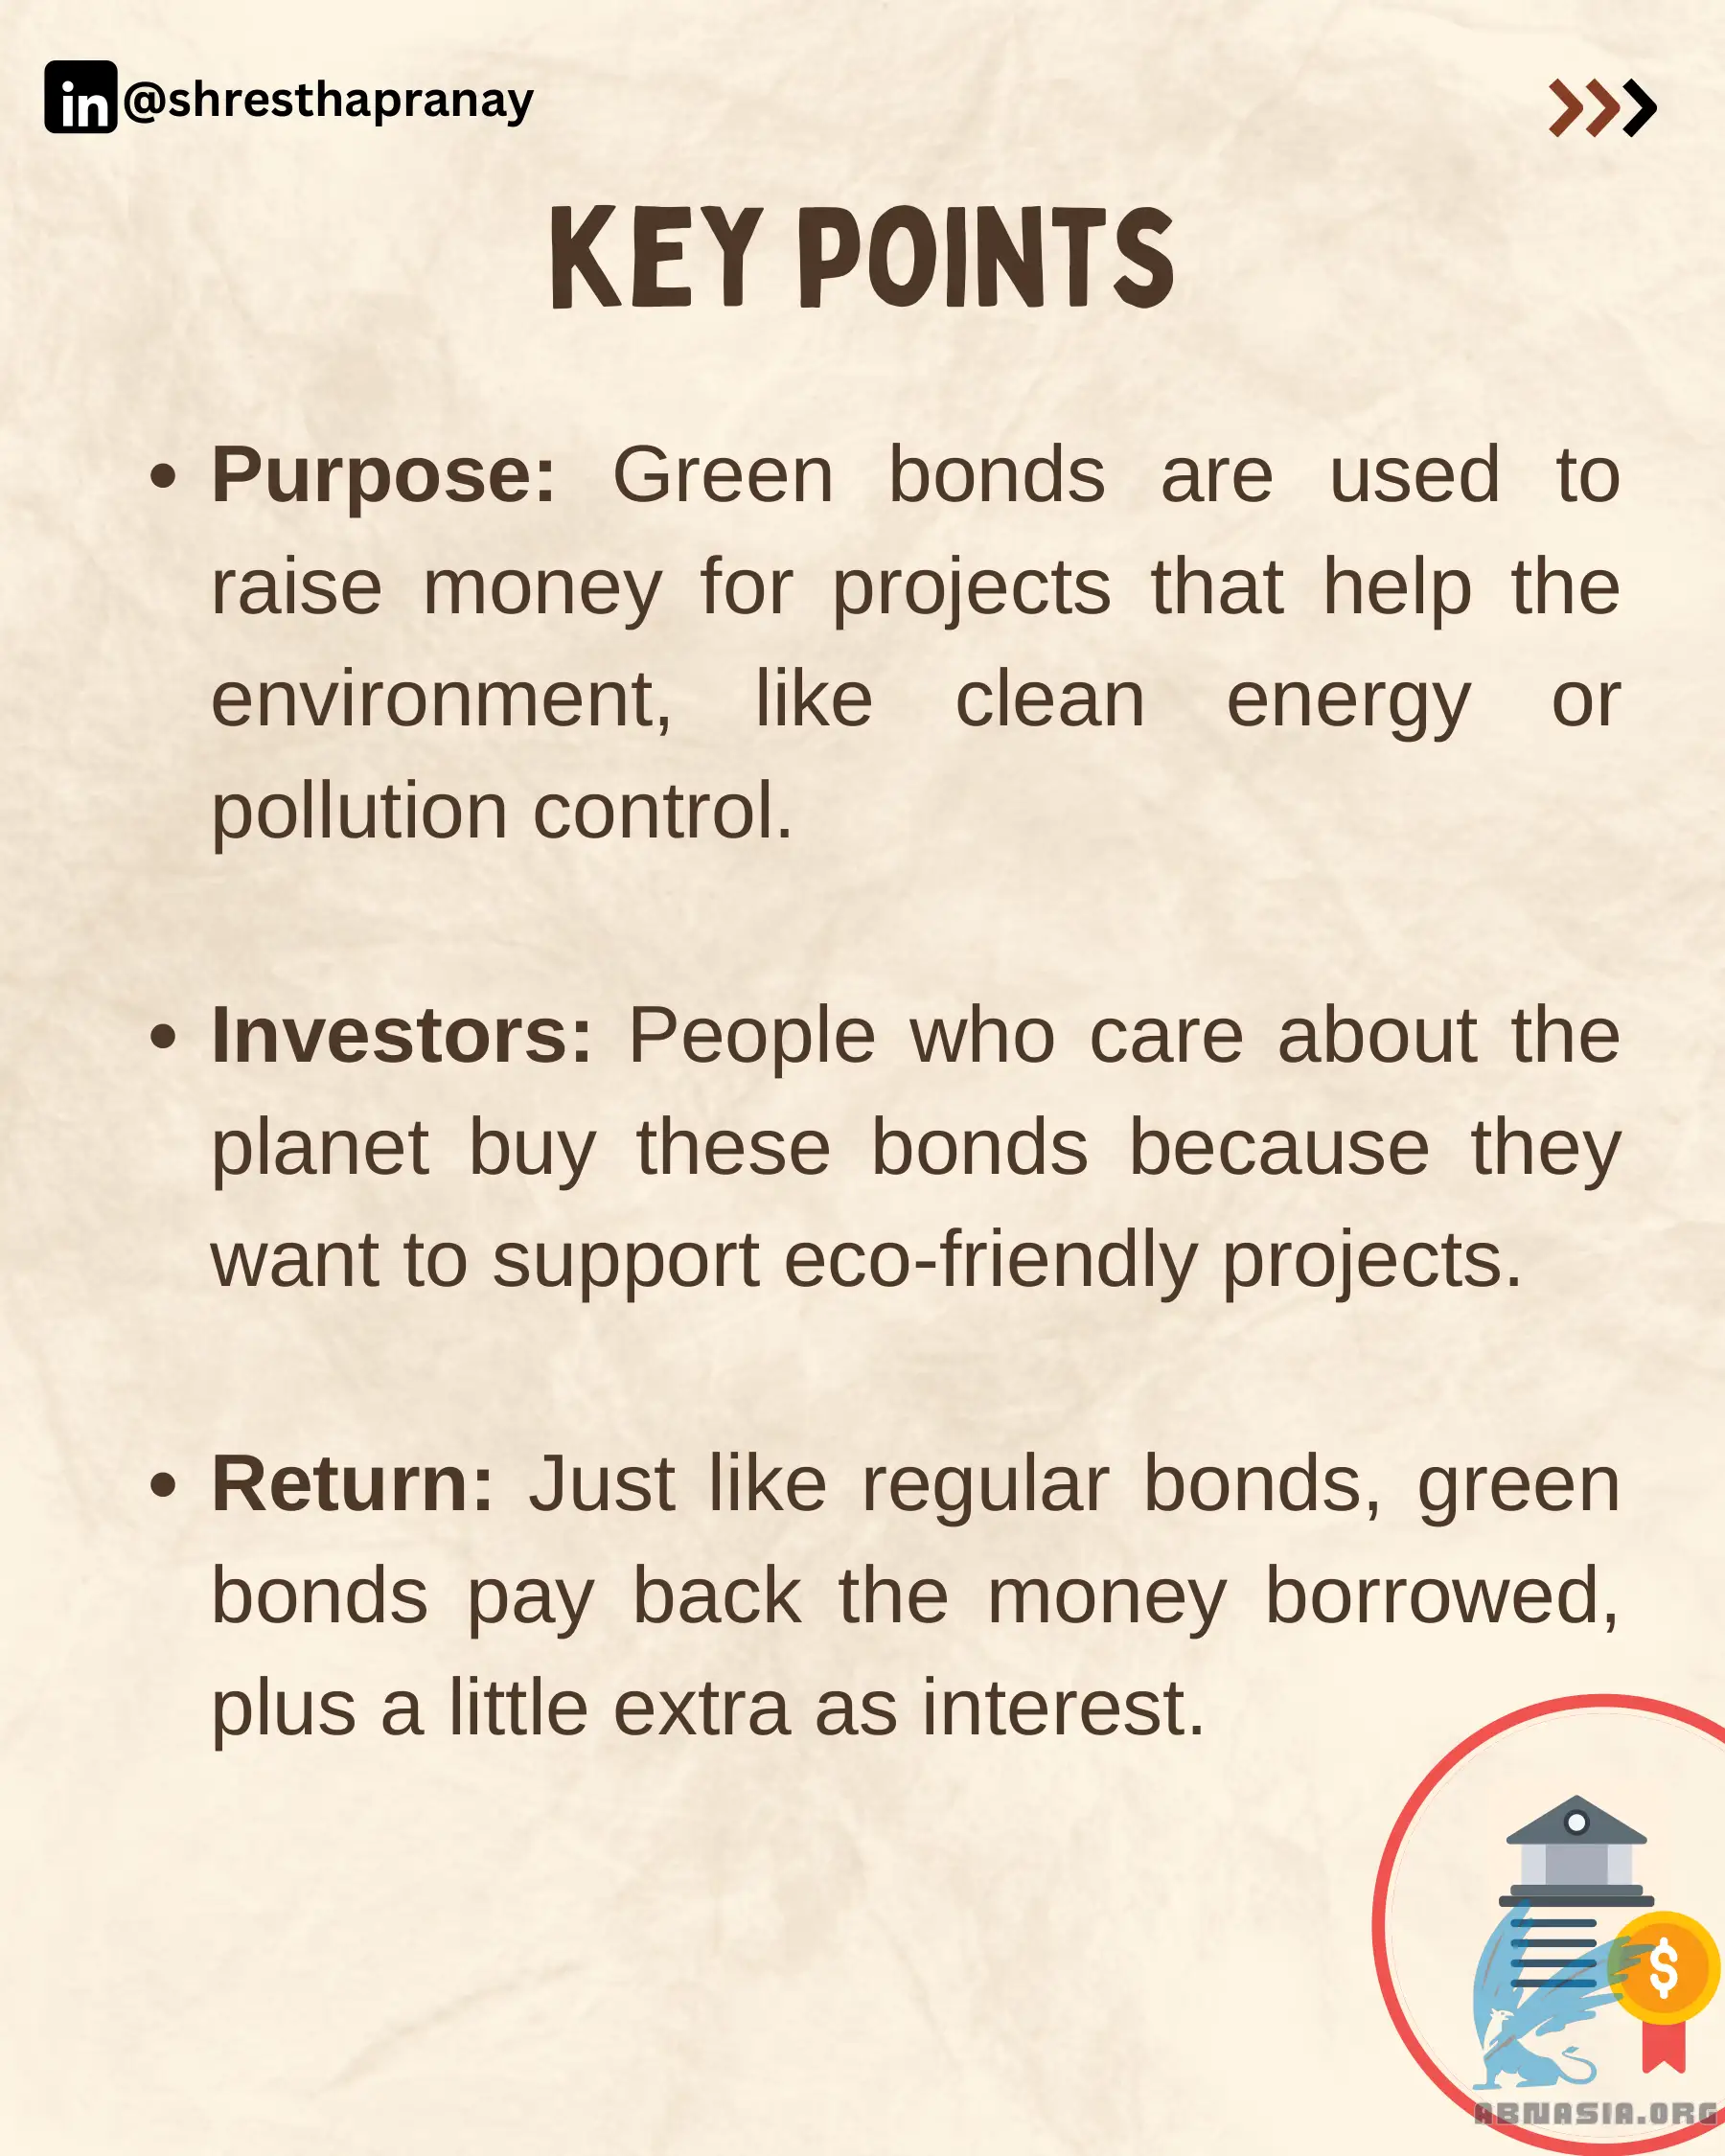 in @shresthapranay
KEY POINTS
• Purpose: Green bonds are used to
raise money for projects that help the
environment, like clean energy or
pollution control.
• Investors: People who care about the
planet buy these bonds because they
want to support eco-friendly projects.
• Return: Just like regular bonds, green
bonds pay back the money borrowed,
plus a little extra as interest.
$
ABNASIA.ORG